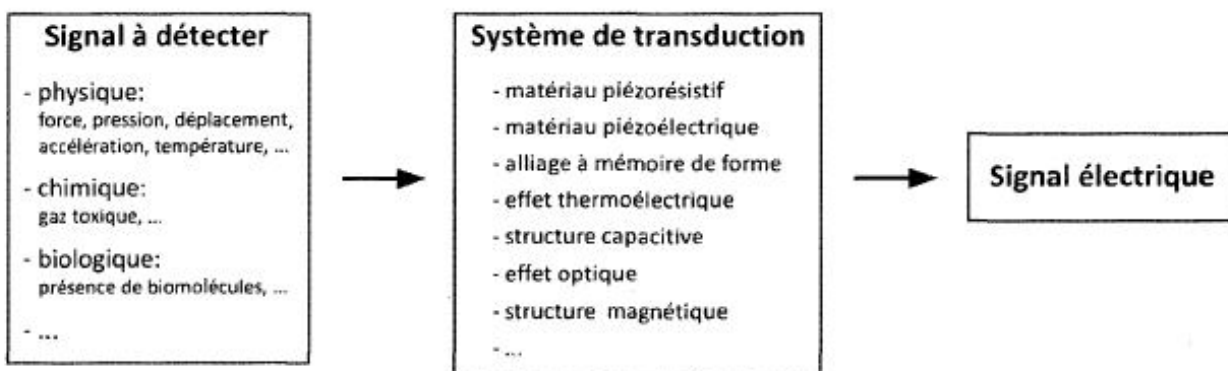 Signal à détecter
- physique:
force, pression, déplacement,
accélération, température, ...
- chimique:
gaz toxique, ...
- biologique:
présence de biomolécules, ...
- ...
Système de transduction
- matériau piézorésistif
- matériau piézoélectrique
- alliage à mémoire de forme
- effet thermoélectrique
- structure capacitive
- effet optique
- structure magnétique
- ...
Signal électrique